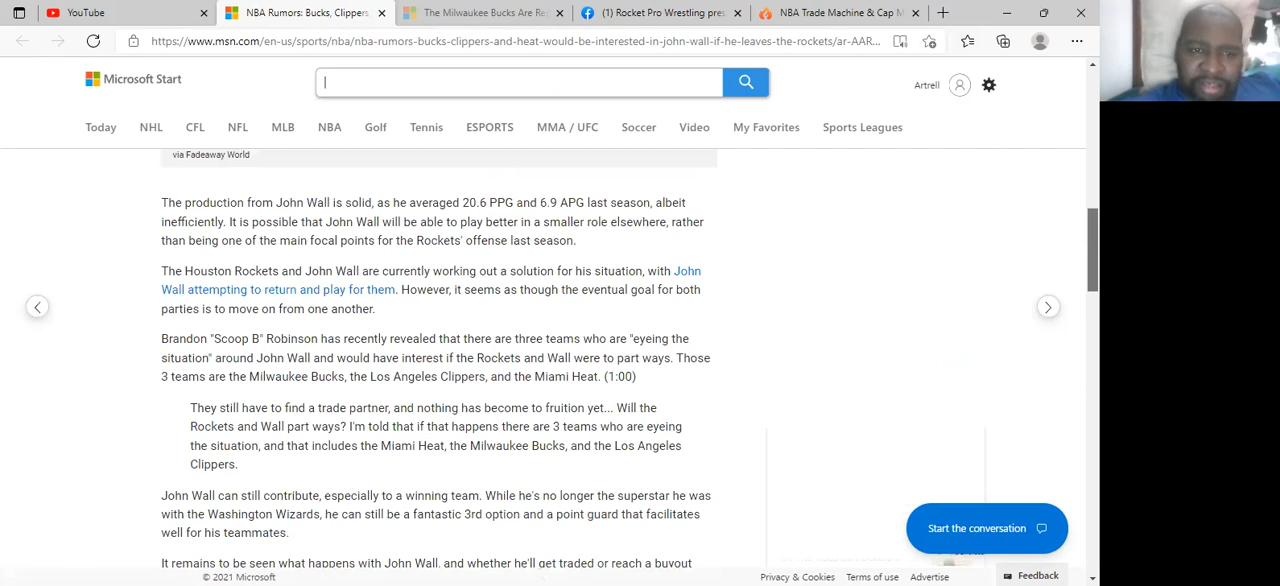 YouTube
NBA Rumors: Bucks, Clippers,
The Milwaukee Bucks Are Re
(1) Rocket Pro Wrestling pres
NBA Trade Machine & Cap M
https://www.msn.com/en-us/sports/nba/nba-rumors-bucks-clippers-and-heat-would-be-interested-in-john-wall-if-he-leaves-the-rockets/ar-AAR...
Microsoft Start
Artrell
Today NHL CFL NFL MLB NBA Golf Tennis ESPORTS MMA / UFC Soccer Video My Favorites Sports Leagues
via Fadeaway World
The production from John Wall is solid, as he averaged 20.6 PPG and 6.9 APG last season, albeit
inefficiently. It is possible that John Wall will be able to play better in a smaller role elsewhere, rather
than being one of the main focal points for the Rockets' offense last season.
The Houston Rockets and John Wall are currently working out a solution for his situation, with John
Wall attempting to return and play for them. However, it seems as though the eventual goal for both
parties is to move on from one another.
Brandon "Scoop B" Robinson has recently revealed that there are three teams who are "eyeing the
situation" around John Wall and would have interest if the Rockets and Wall were to part ways. Those
3 teams are the Milwaukee Bucks, the Los Angeles Clippers, and the Miami Heat. (1:00)
They still have to find a trade partner, and nothing has become to fruition yet... Will the
Rockets and Wall part ways? I'm told that if that happens there are 3 teams who are eyeing
the situation, and that includes the Miami Heat, the Milwaukee Bucks, and the Los Angeles
Clippers.
John Wall can still contribute, especially to a winning team. While he's no longer the superstar he was
with the Washington Wizards, he can still be a fantastic 3rd option and a point guard that facilitates
well for his teammates.
Start the conversation
It remains to be seen what happens with John Wall, and whether he'll get traded or reach a buyout
© 2021 Microsoft
Privacy & Cookies Terms of use Advertise
Feedback